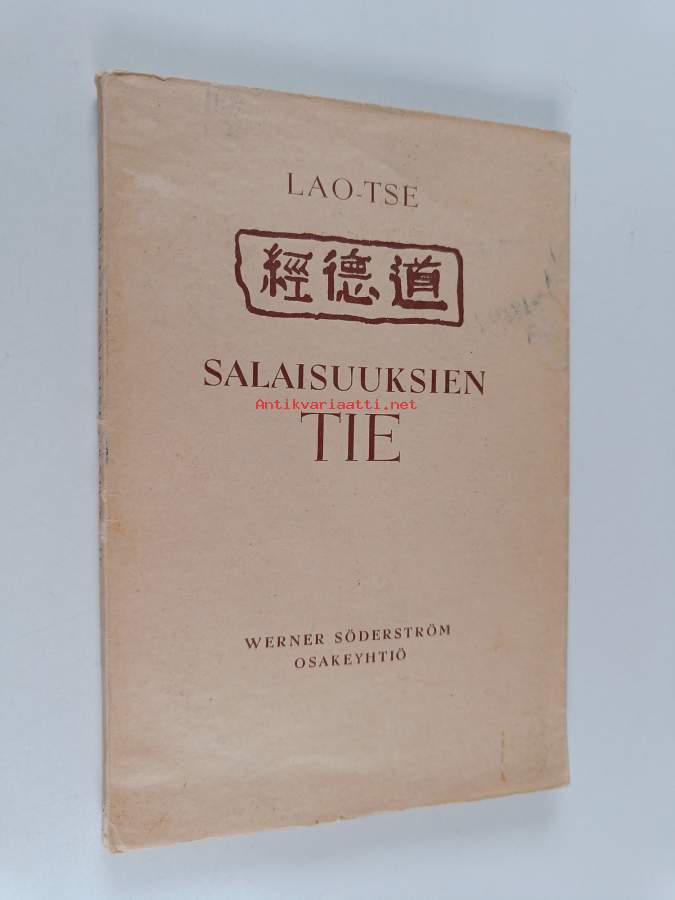 LAO-TSE
經德道
SALAISUUKSIEN
Antikvariaatti.net
TIE
WERNER SÖDERSTRÖM
OSAKEYHTIÖ